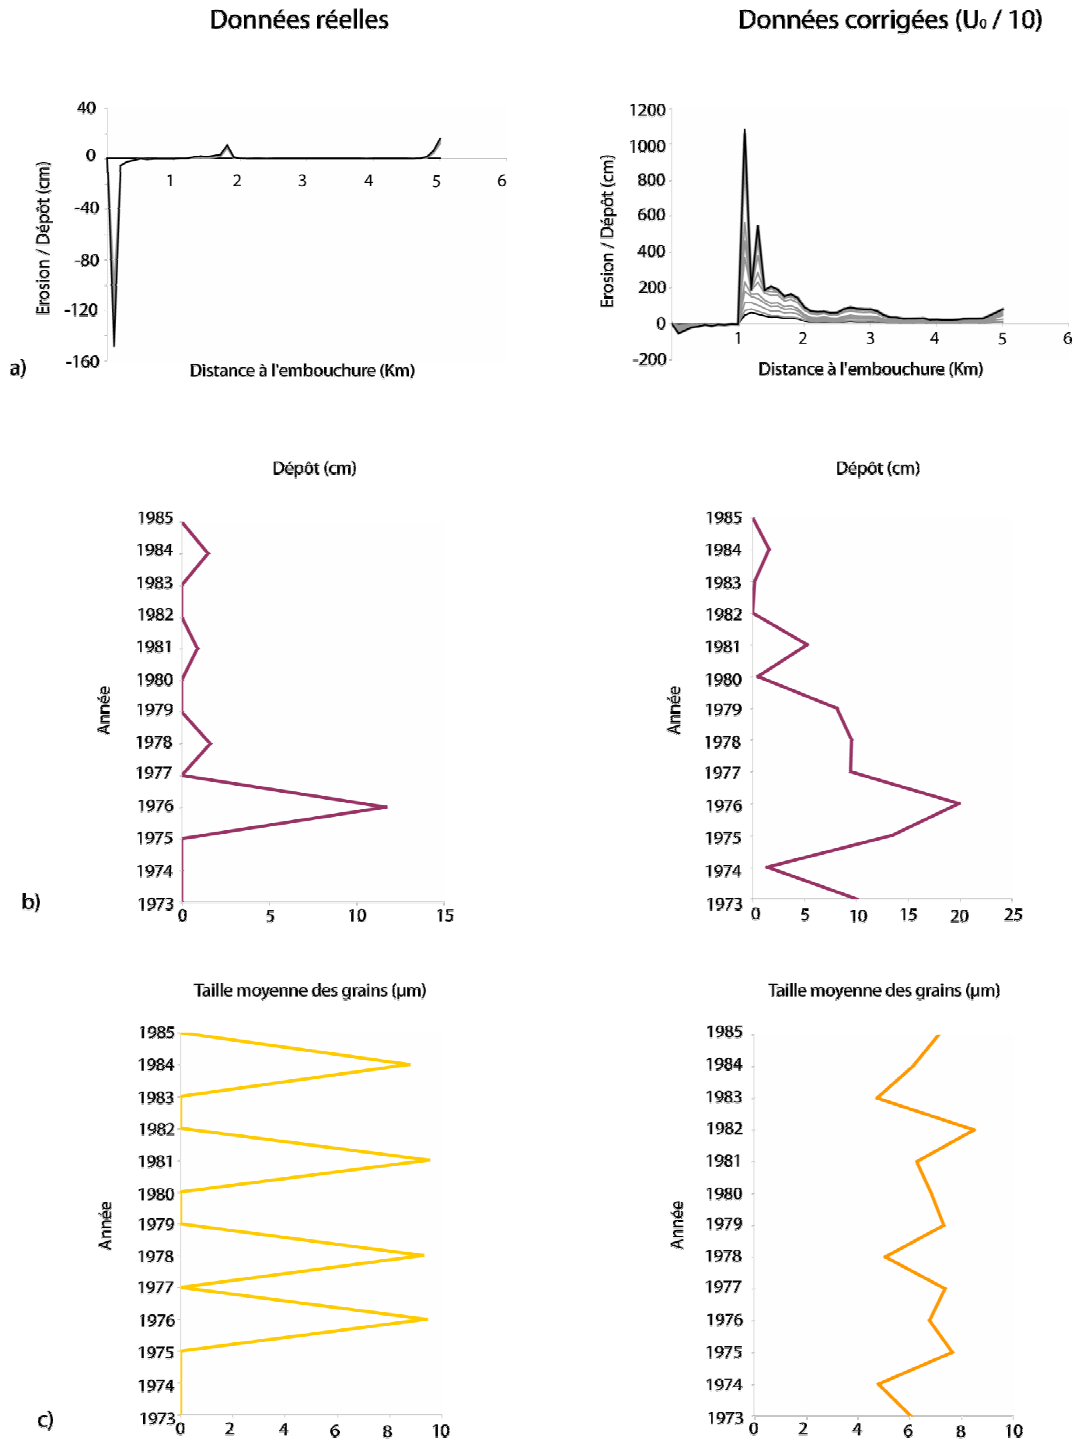 Données réelles
Données corrigées (U₀ / 10)
40
0
-40
-80
-120
-160
1 2 3 4 5 6
Erosion / Dépôt (cm)
Distance à l'embouchure (Km)
1200
1000
800
600
400
200
0
-200
1 2 3 4 5 6
Erosion / Dépôt (cm)
Distance à l'embouchure (Km)
a)
Dépôt (cm)
1985
1984
1983
1982
1981
1980
1979
1978
1977
1976
1975
1974
1973
0 5 10 15
Année
Dépôt (cm)
1985
1984
1983
1982
1981
1980
1979
1978
1977
1976
1975
1974
1973
0 5 10 15 20 25
Année
b)
Taille moyenne des grains (µm)
1985
1984
1983
1982
1981
1980
1979
1978
1977
1976
1975
1974
1973
0 2 4 6 8 10
Année
Taille moyenne des grains (µm)
1985
1984
1983
1982
1981
1980
1979
1978
1977
1976
1975
1974
1973
0 2 4 6 8 10
Année
c)